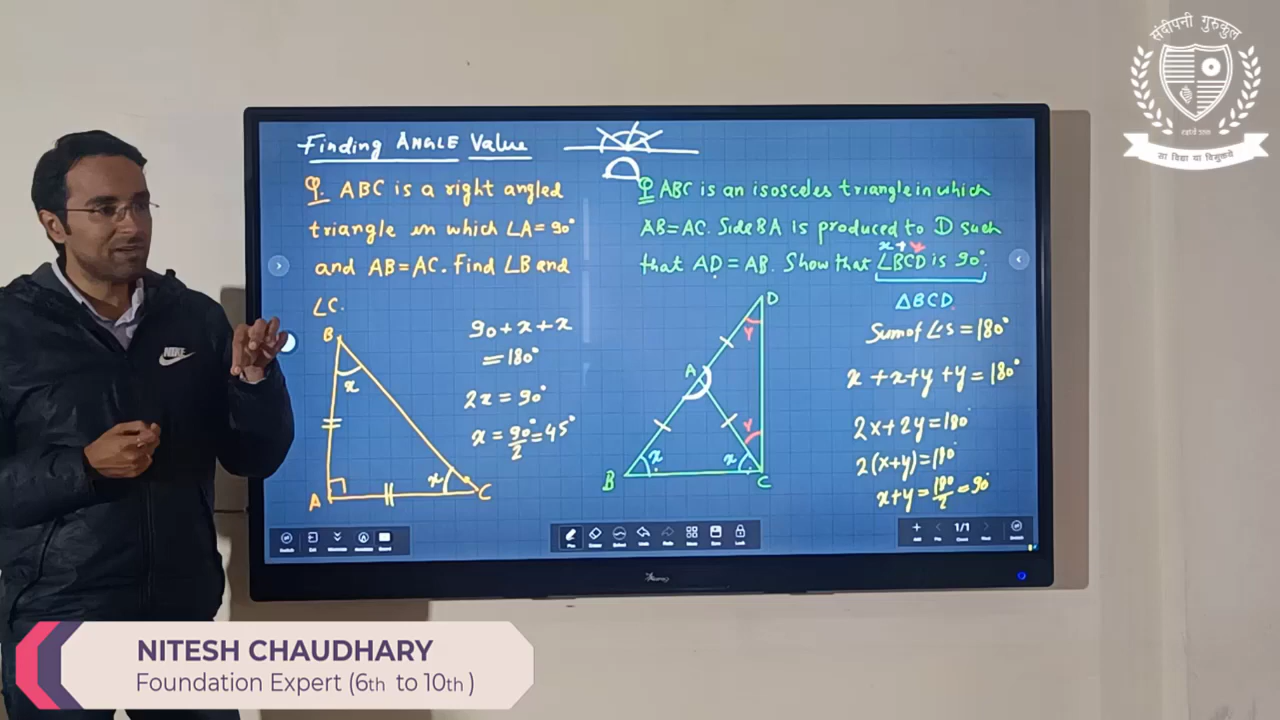 संदीपनी गुरुकुल
सा विद्या या विमुक्तये
Finding ANGLE Value
Q. ABC is a right angled
triangle in which ∠A = 90°
and AB = AC. Find ∠B and
∠C.
B
x
A
x
C
90 + x + x
= 180°
2x = 90°
x = 90°/2 = 45°
Q ABC is an isosceles triangle in which
AB = AC. Side BA is produced to D such
x + y
that AD = AB. Show that ∠BCD is 90°.
D
y
A
y
x
x
B
C
△BCD
Sum of ∠s = 180°
x + x + y + y = 180°
2x + 2y = 180°
2(x+y) = 180°
x+y = 180/2 = 90°
1/1
NITESH CHAUDHARY
Foundation Expert (6th to 10th)